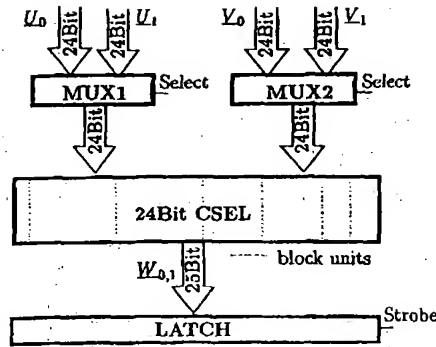 U₀ U₁ V₀ V₁
24Bit 24Bit 24Bit 24Bit
MUX1 Select MUX2 Select
24Bit 24Bit
24Bit CSEL
W₀,₁ 25Bit block units
LATCH Strobe